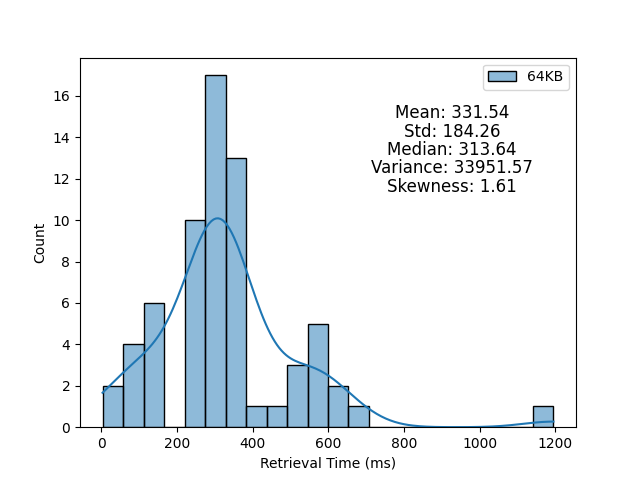 64KB
Mean: 331.54
Std: 184.26
Median: 313.64
Variance: 33951.57
Skewness: 1.61
Count
16
14
12
10
8
6
4
2
0
0 200 400 600 800 1000 1200
Retrieval Time (ms)